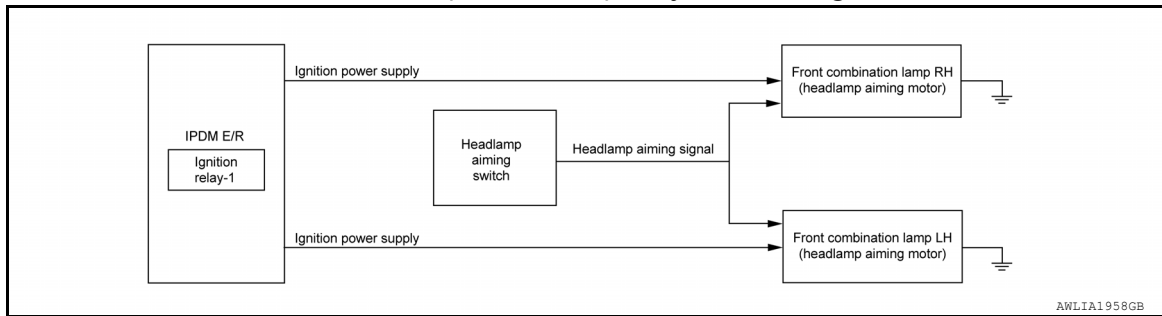 Ignition power supply
Front combination lamp RH
(headlamp aiming motor)
IPDM E/R
Ignition
relay-1
Headlamp
aiming
switch
Headlamp aiming signal
Ignition power supply
Front combination lamp LH
(headlamp aiming motor)
AWLIA1958GB